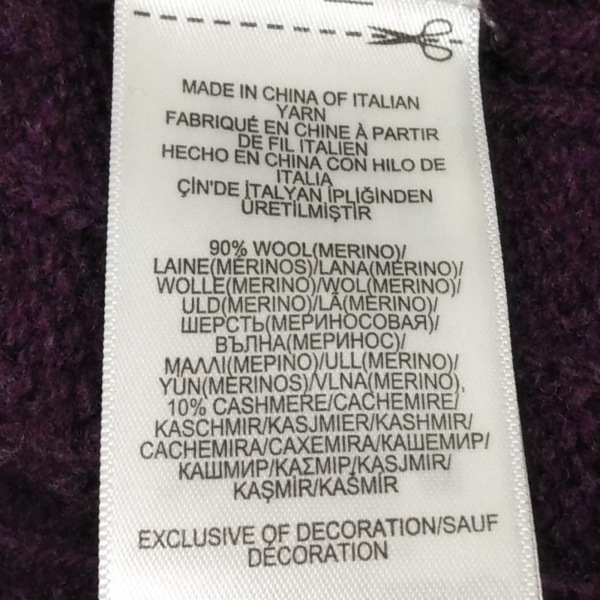 MADE IN CHINA OF ITALIAN
YARN
FABRIQUÉ EN CHINE À PARTIR
DE FIL ITALIEN
HECHO EN CHINA CON HILO DE
ITALIA
ÇİN'DE İTALYAN İPLİĞİNDEN
ÜRETİLMİŞTİR
90% WOOL(MERINO)/
LAINE(MÉRINOS)/LANA(MERINO)/
WOLLE(MERINO)/WOL(MERINO)/
ULD(MERINO)/LÃ(MERINO)/
ШЕРСТЬ(МЕРИНОСОВАЯ)/
ВЪЛНА(МЕРИНОС)/
ΜΑΛΛΙ(ΜΕΡΙΝΟ)/ULL(MERINO)/
YÜN(MERİNOS)/VLNA(MERINO),
10% CASHMERE/CACHEMIRE/
KASCHMIR/KASJMIER/KASHMIR/
CACHEMIRA/CAXEMIRA/КАШЕМИР/
КАШМИР/ΚΑΣΜΙΡ/KASJMIR/
KAŞMİR/KAŠMÍR
EXCLUSIVE OF DECORATION/SAUF
DÉCORATION